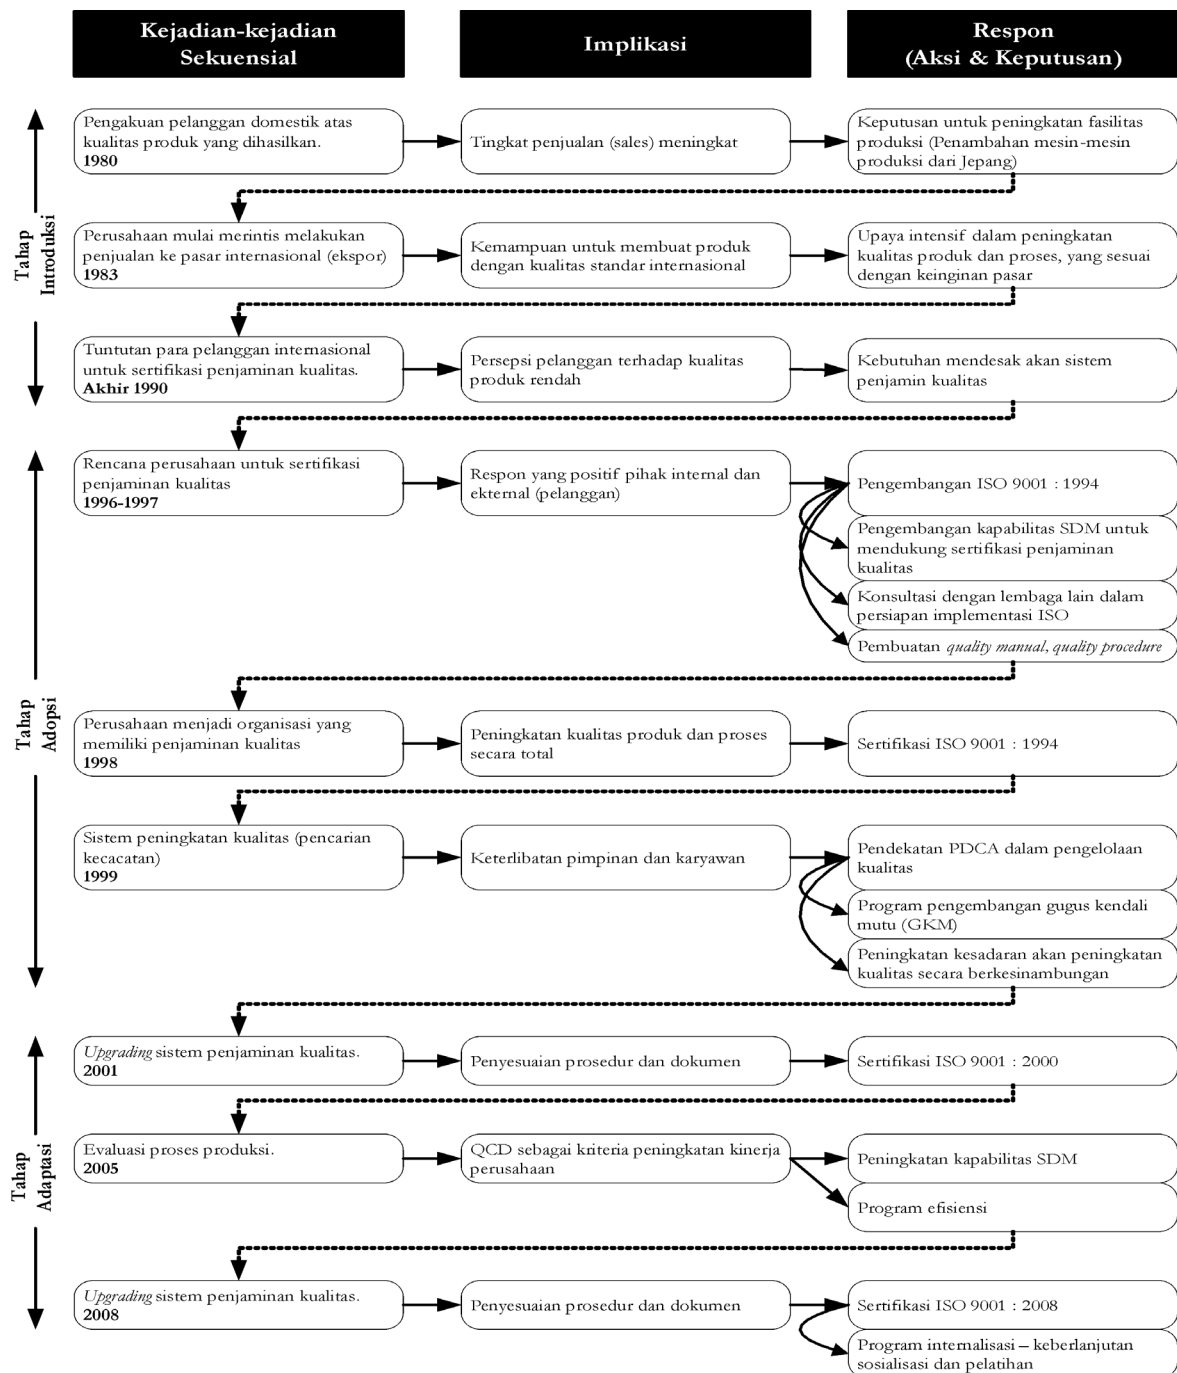 Kejadian-kejadian
Sekuensial
Implikasi
Respon
(Aksi & Keputusan)
Tahap
Introduksi
Pengakuan pelanggan domestik atas
kualitas produk yang dihasilkan.
1980
Tingkat penjualan (sales) meningkat
Keputusan untuk peningkatan fasilitas
produksi (Penambahan mesin-mesin
produksi dari Jepang)
Perusahaan mulai merintis melakukan
penjualan ke pasar internasional (ekspor)
1983
Kemampuan untuk membuat produk
dengan kualitas standar internasional
Upaya intensif dalam peningkatan
kualitas produk dan proses, yang sesuai
dengan keinginan pasar
Tuntutan para pelanggan internasional
untuk sertifikasi penjaminan kualitas.
Akhir 1990
Persepsi pelanggan terhadap kualitas
produk rendah
Kebutuhan mendesak akan sistem
penjamin kualitas
Tahap
Adopsi
Rencana perusahaan untuk sertifikasi
penjaminan kualitas
1996-1997
Respon yang positif pihak internal dan
ekternal (pelanggan)
Pengembangan ISO 9001 : 1994
Pengembangan kapabilitas SDM untuk
mendukung sertifikasi penjaminan
kualitas
Konsultasi dengan lembaga lain dalam
persiapan implementasi ISO
Pembuatan quality manual, quality procedure
Perusahaan menjadi organisasi yang
memiliki penjaminan kualitas
1998
Peningkatan kualitas produk dan proses
secara total
Sertifikasi ISO 9001 : 1994
Sistem peningkatan kualitas (pencarian
kecacatan)
1999
Keterlibatan pimpinan dan karyawan
Pendekatan PDCA dalam pengelolaan
kualitas
Program pengembangan gugus kendali
mutu (GKM)
Peningkatan kesadaran akan peningkatan
kualitas secara berkesinambungan
Tahap
Adaptasi
Upgrading sistem penjaminan kualitas.
2001
Penyesuaian prosedur dan dokumen
Sertifikasi ISO 9001 : 2000
Evaluasi proses produksi.
2005
QCD sebagai kriteria peningkatan kinerja
perusahaan
Peningkatan kapabilitas SDM
Program efisiensi
Upgrading sistem penjaminan kualitas.
2008
Penyesuaian prosedur dan dokumen
Sertifikasi ISO 9001 : 2008
Program internalisasi – keberlanjutan
sosialisasi dan pelatihan